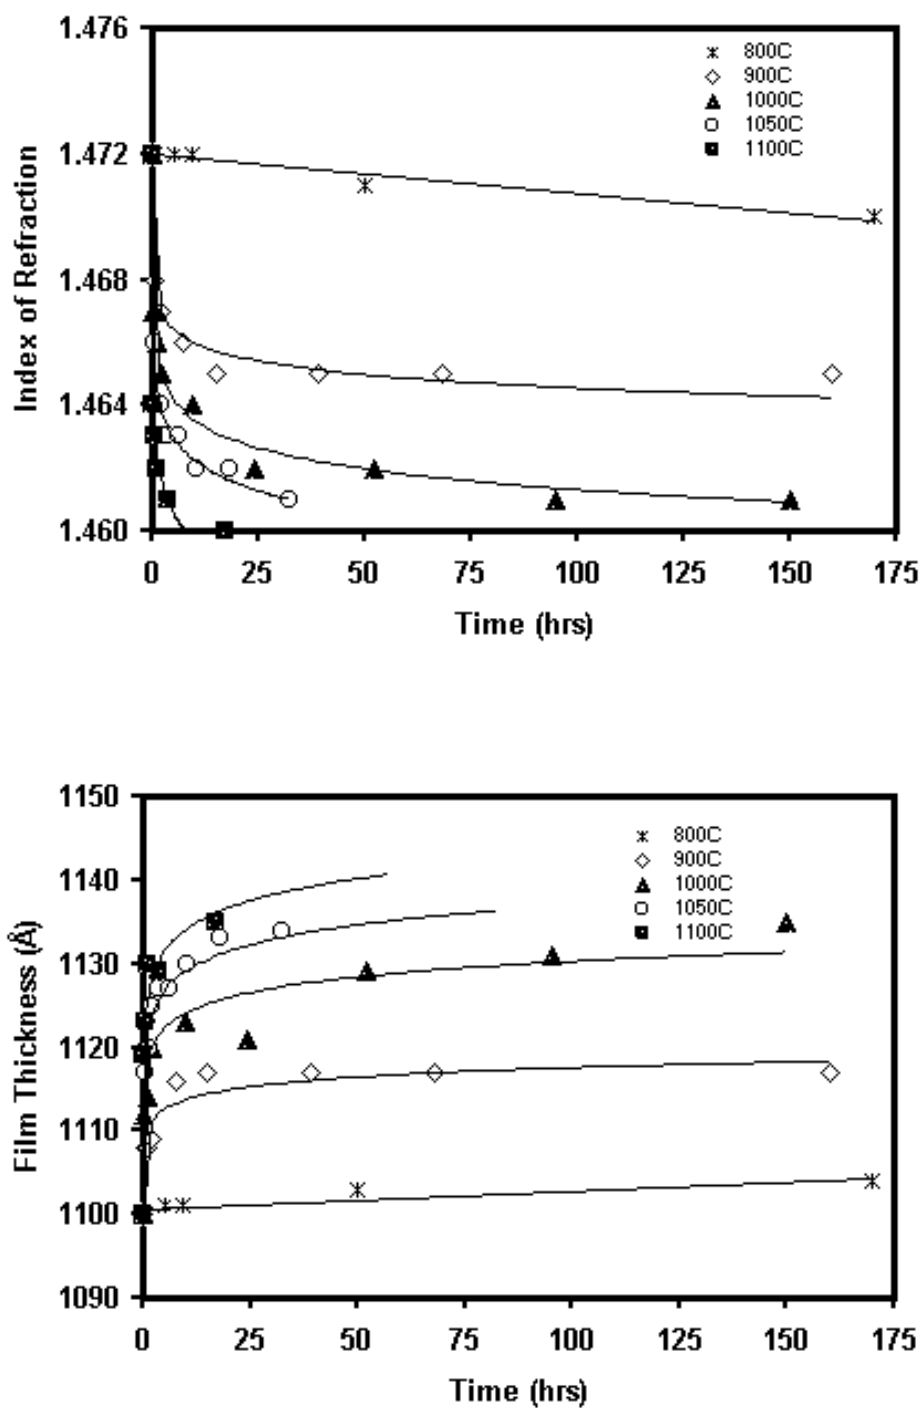 1.476
1.472
1.468
1.464
1.460
Index of Refraction
800C
900C
1000C
1050C
1100C
0 25 50 75 100 125 150 175
Time (hrs)
1150
1140
1130
1120
1110
1100
1090
Film Thickness (Å)
800C
900C
1000C
1050C
1100C
0 25 50 75 100 125 150 175
Time (hrs)